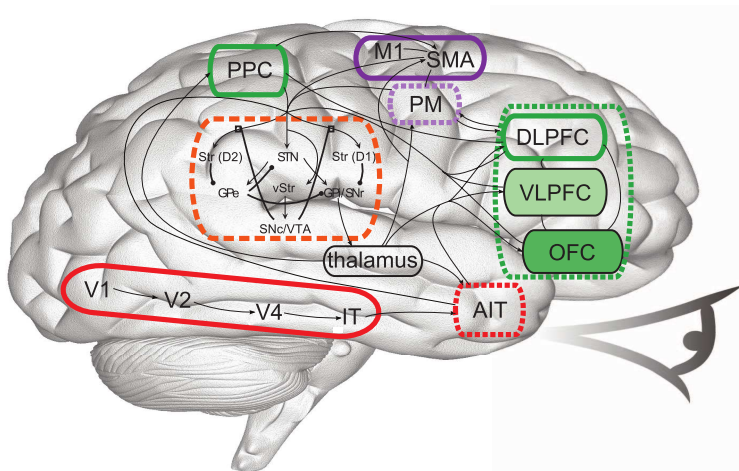 M1
SMA
PPC
PM
DLPFC
Str (D2)
STN
Str (D1)
GPe
vStr
GPi/SNr
VLPFC
SNc/VTA
OFC
thalamus
V1
V2
V4
IT
AIT